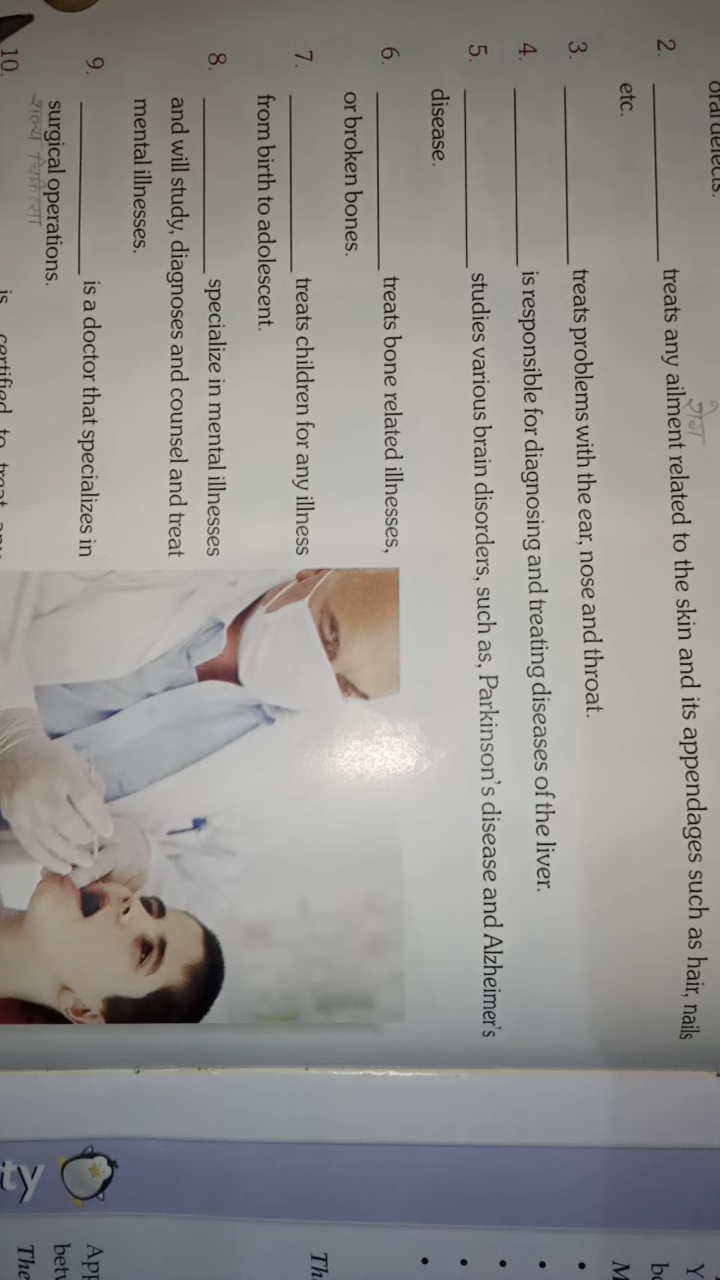 oral defects.
2. ____________ treats any ailment related to the skin and its appendages such as hair, nails
etc.
3. ____________ treats problems with the ear, nose and throat.
4. ____________ is responsible for diagnosing and treating diseases of the liver.
5. ____________ studies various brain disorders, such as, Parkinson's disease and Alzheimer's
disease.
6. ____________ treats bone related illnesses,
or broken bones.
7. ____________ treats children for any illness
from birth to adolescent.
8. ____________ specialize in mental illnesses
and will study, diagnoses and counsel and treat
mental illnesses.
9. ____________ is a doctor that specializes in
surgical operations.
10. is certified to treat any